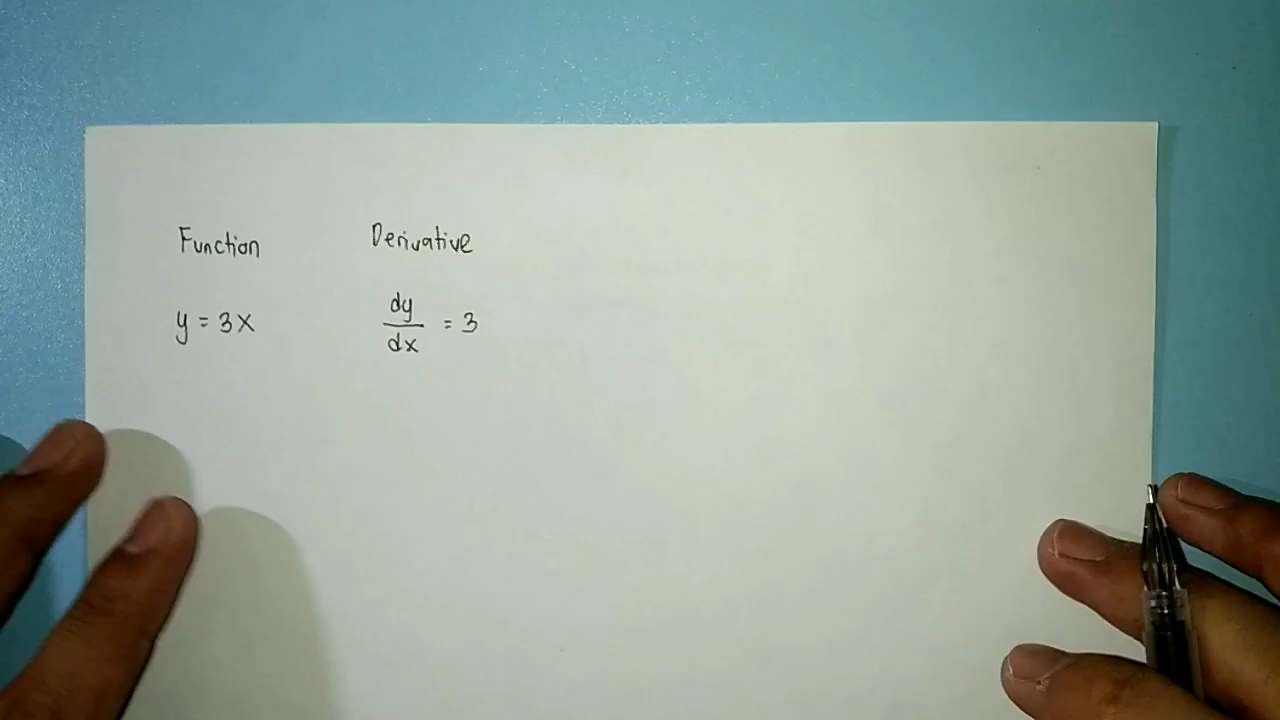 Function Derivative
y = 3x dy/dx = 3